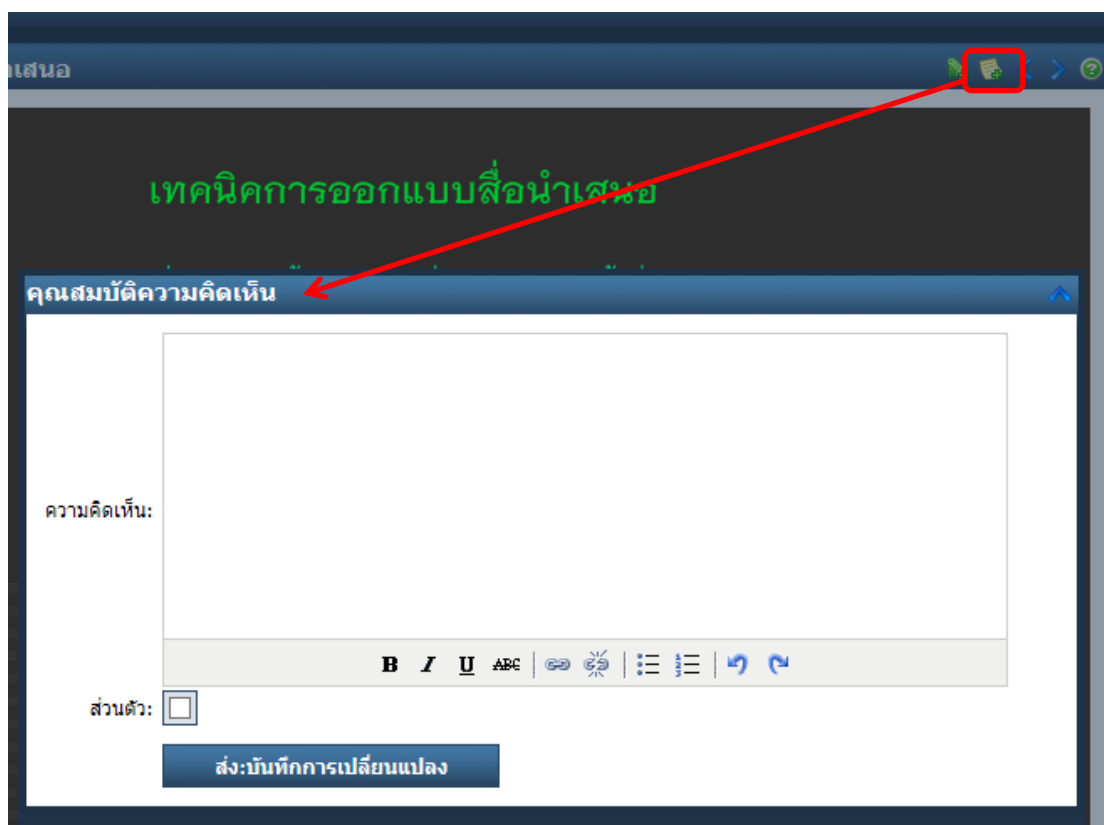 เสนอ
เทคนิคการออกแบบสื่อนำเสนอ
คุณสมบัติความคิดเห็น
ความคิดเห็น:
B I U ABC
ส่วนตัว:
ส่ง:บันทึกการเปลี่ยนแปลง